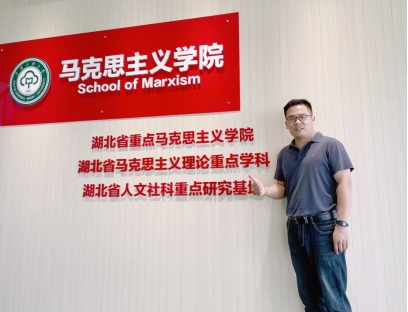 马克思主义学院
School of Marxism
湖北省重点马克思主义学院
湖北省马克思主义理论重点学科
湖北省人文社科重点研究基地